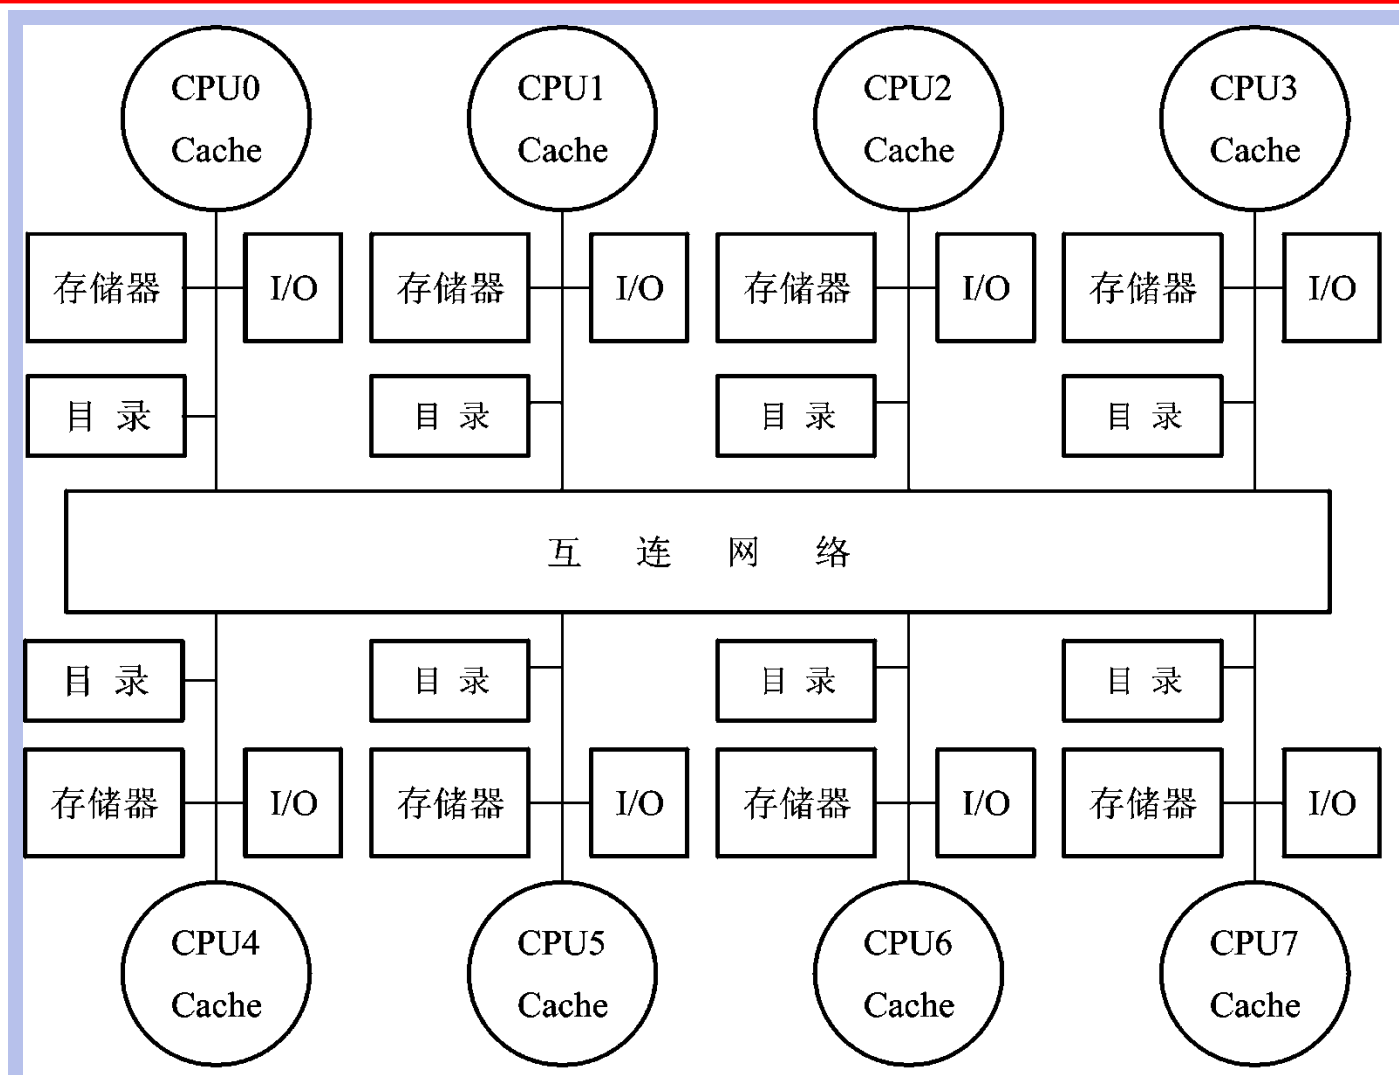 CPU0
Cache
CPU1
Cache
CPU2
Cache
CPU3
Cache
存储器
I/O
存储器
I/O
存储器
I/O
存储器
I/O
目 录
目 录
目 录
目 录
互 连 网 络
目 录
目 录
目 录
目 录
存储器
I/O
存储器
I/O
存储器
I/O
存储器
I/O
CPU4
Cache
CPU5
Cache
CPU6
Cache
CPU7
Cache